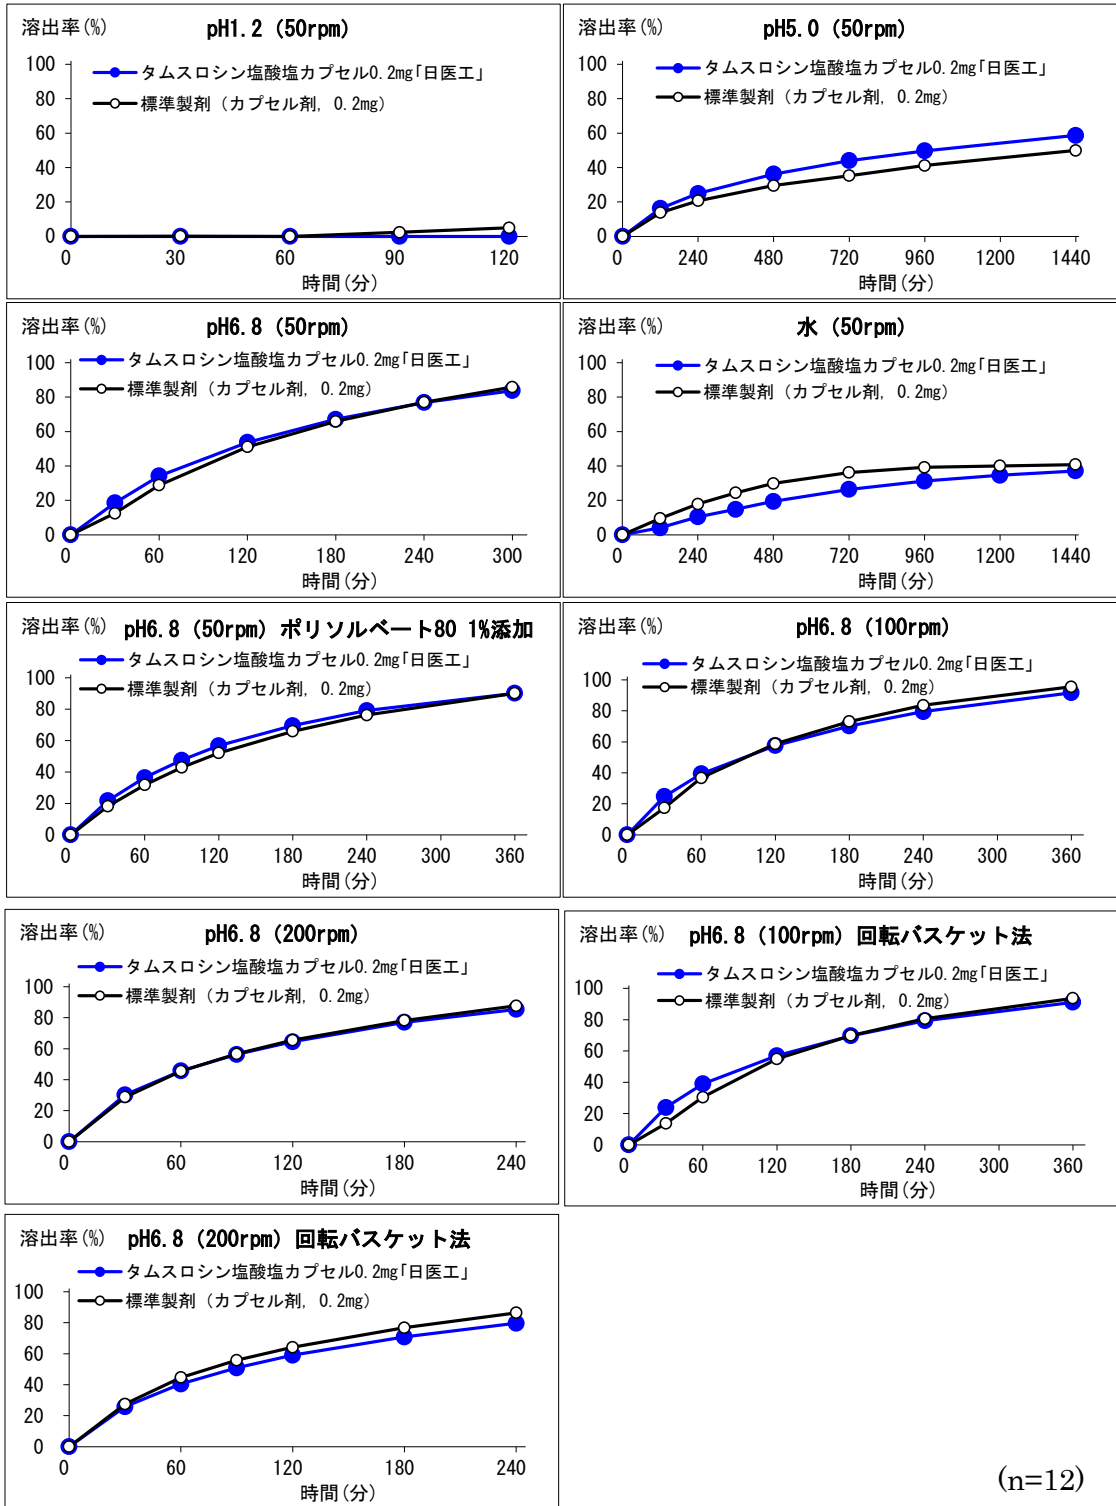 溶出率(%)
pH1.2 (50rpm)
タムスロシン塩酸塩カプセル0.2mg「日医工」
標準製剤 (カプセル剤, 0.2mg)
100
80
60
40
20
0
0 30 60 90 120
時間(分)
溶出率(%)
pH5.0 (50rpm)
タムスロシン塩酸塩カプセル0.2mg「日医工」
標準製剤 (カプセル剤, 0.2mg)
100
80
60
40
20
0
0 240 480 720 960 1200 1440
時間(分)
溶出率(%)
pH6.8 (50rpm)
タムスロシン塩酸塩カプセル0.2mg「日医工」
標準製剤 (カプセル剤, 0.2mg)
100
80
60
40
20
0
0 60 120 180 240 300
時間(分)
溶出率(%)
水 (50rpm)
タムスロシン塩酸塩カプセル0.2mg「日医工」
標準製剤 (カプセル剤, 0.2mg)
100
80
60
40
20
0
0 240 480 720 960 1200 1440
時間(分)
溶出率(%)
pH6.8 (50rpm) ポリソルベート80 1%添加
タムスロシン塩酸塩カプセル0.2mg「日医工」
標準製剤 (カプセル剤, 0.2mg)
100
80
60
40
20
0
0 60 120 180 240 300 360
時間(分)
溶出率(%)
pH6.8 (100rpm)
タムスロシン塩酸塩カプセル0.2mg「日医工」
標準製剤 (カプセル剤, 0.2mg)
100
80
60
40
20
0
0 60 120 180 240 300 360
時間(分)
溶出率(%)
pH6.8 (200rpm)
タムスロシン塩酸塩カプセル0.2mg「日医工」
標準製剤 (カプセル剤, 0.2mg)
100
80
60
40
20
0
0 60 120 180 240
時間(分)
溶出率(%)
pH6.8 (100rpm) 回転バスケット法
タムスロシン塩酸塩カプセル0.2mg「日医工」
標準製剤 (カプセル剤, 0.2mg)
100
80
60
40
20
0
0 60 120 180 240 300 360
時間(分)
溶出率(%)
pH6.8 (200rpm) 回転バスケット法
タムスロシン塩酸塩カプセル0.2mg「日医工」
標準製剤 (カプセル剤, 0.2mg)
100
80
60
40
20
0
0 60 120 180 240
時間(分)
(n=12)